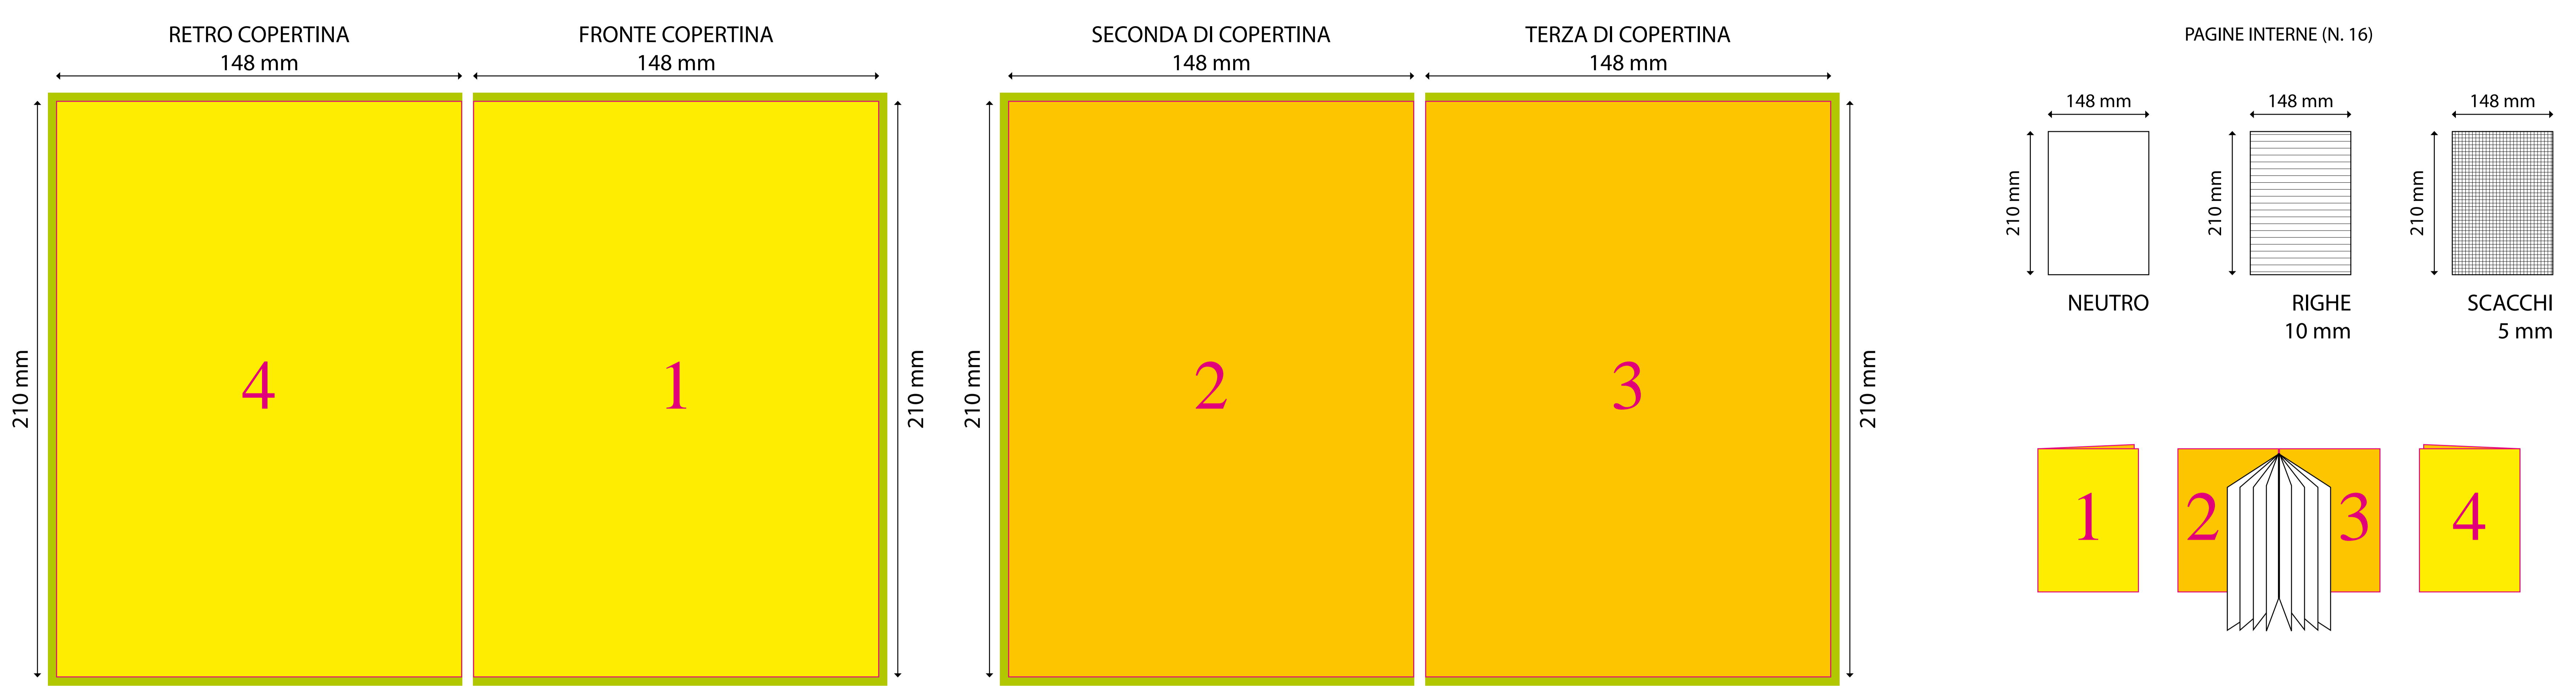 RETRO COPERTINA
148 mm
FRONTE COPERTINA
148 mm
210 mm
4
1
210 mm
SECONDA DI COPERTINA
148 mm
TERZA DI COPERTINA
148 mm
210 mm
2
3
210 mm
PAGINE INTERNE (N. 16)
148 mm
148 mm
148 mm
210 mm
210 mm
210 mm
NEUTRO
RIGHE
10 mm
SCACCHI
5 mm
1
2
3
4